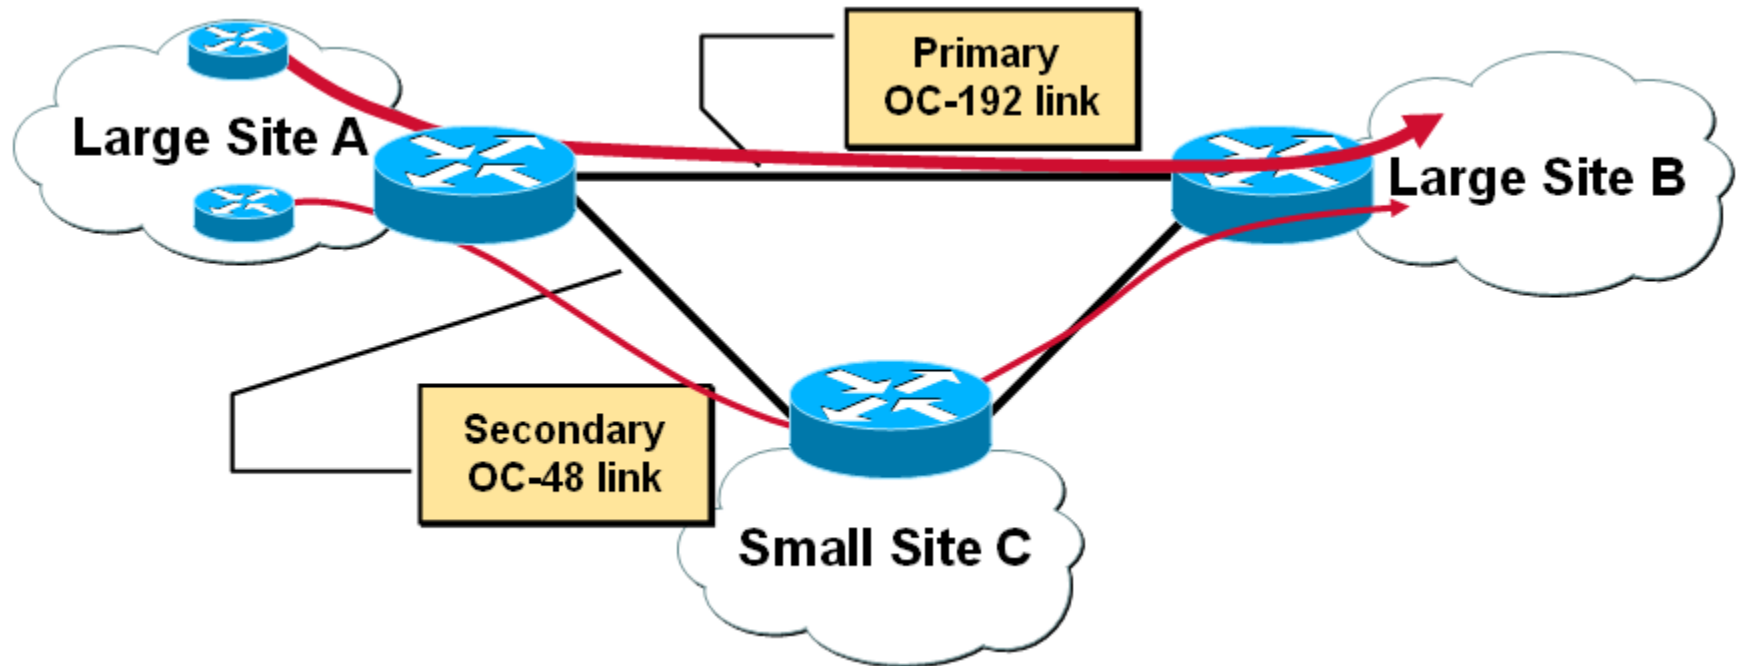 Primary
OC-192 link
Large Site A
Large Site B
Secondary
OC-48 link
Small Site C